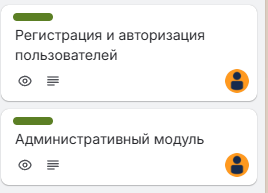 Регистрация и авторизация
пользователей
Административный модуль